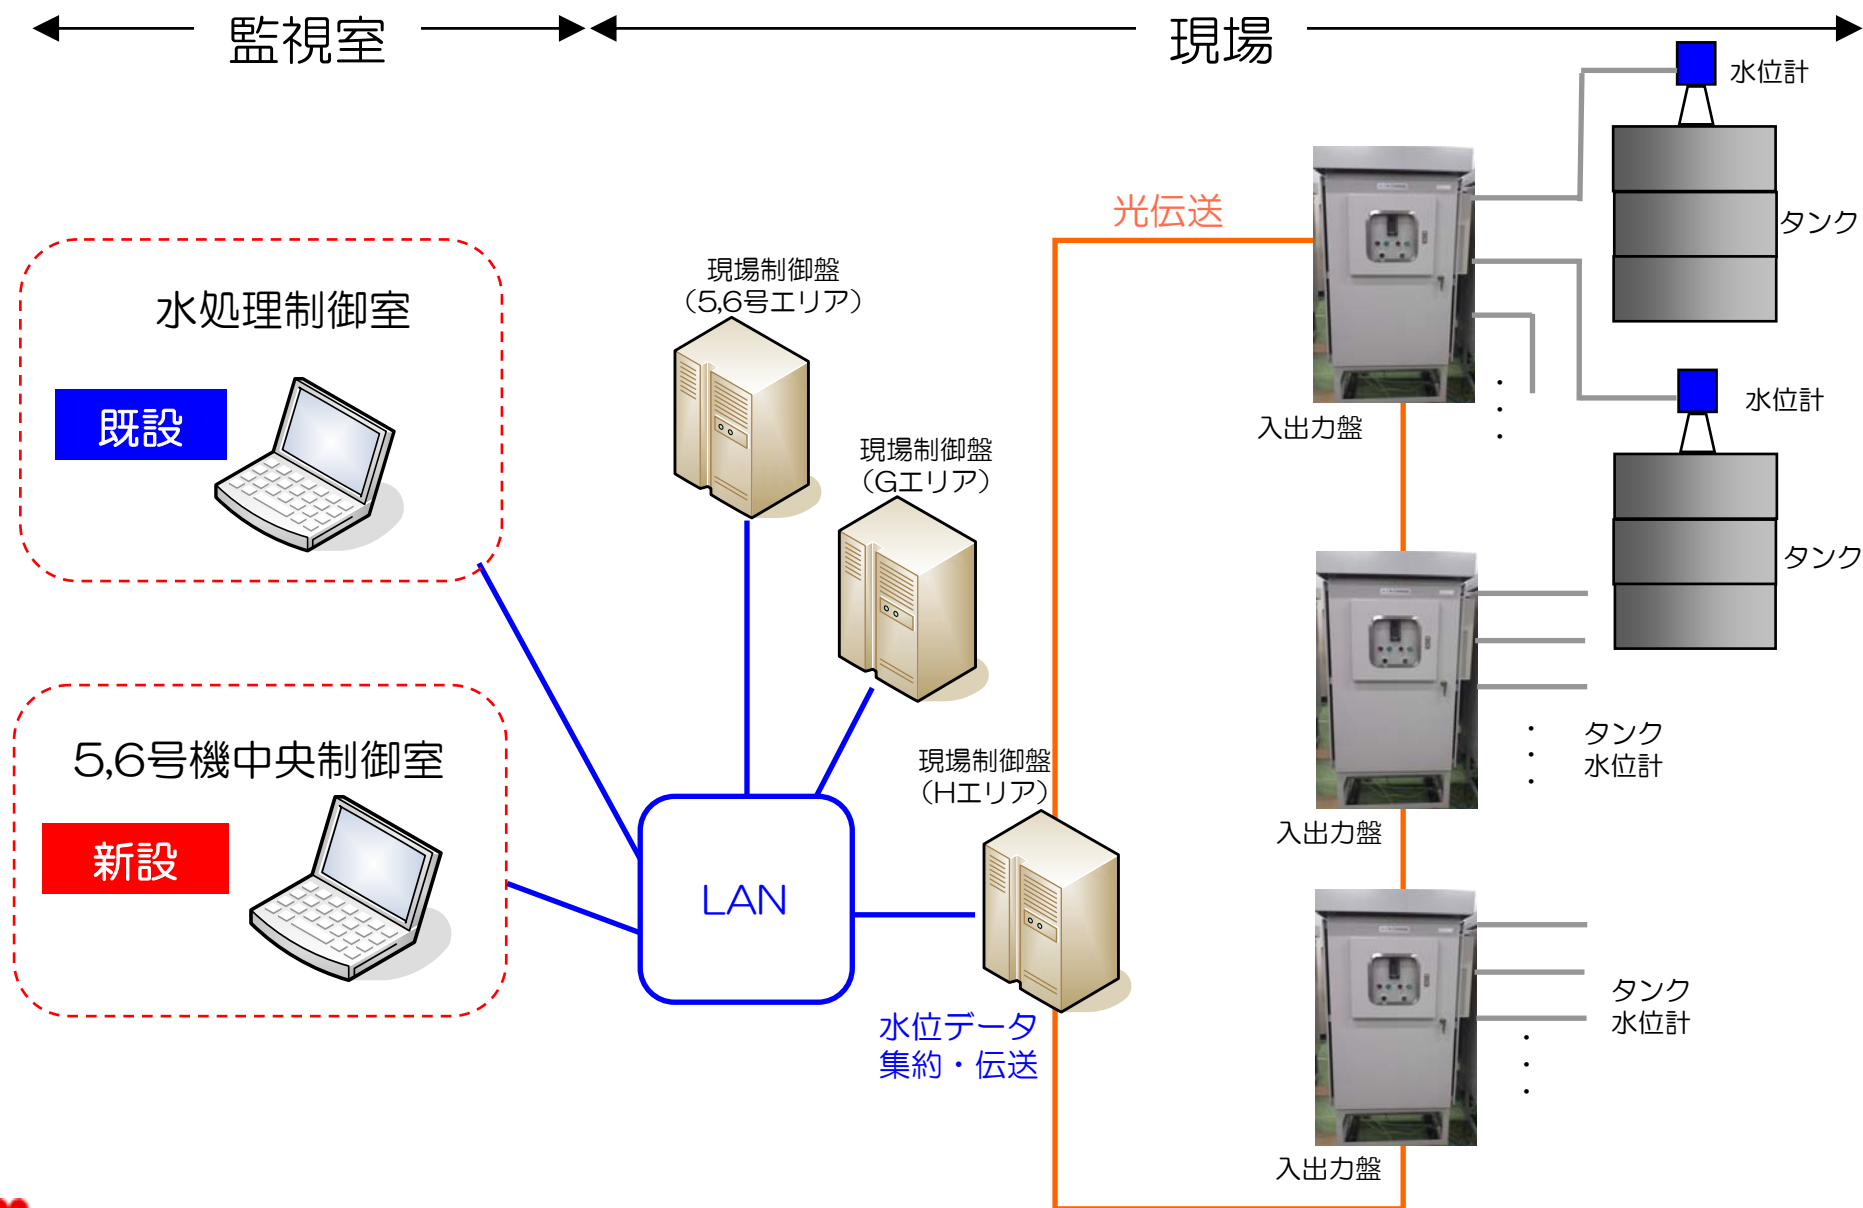 監視室
現場
水位計
タンク
光伝送
現場制御盤
（5,6号エリア）
水処理制御室
既設
入出力盤
水位計
現場制御盤
（Gエリア）
タンク
5,6号機中央制御室
新設
現場制御盤
（Hエリア）
タンク
水位計
入出力盤
LAN
水位データ
集約・伝送
タンク
水位計
入出力盤